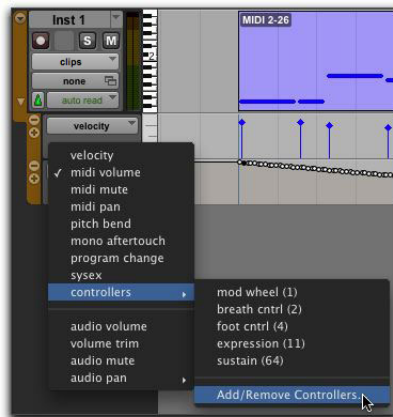 Inst 1
MIDI 2-26
S M
clips
none
auto read
velocity
velocity
✓ midi volume
midi mute
midi pan
pitch bend
mono aftertouch
program change
sysex
controllers
audio volume
volume trim
audio mute
audio pan
mod wheel (1)
breath cntrl (2)
foot cntrl (4)
expression (11)
sustain (64)
Add/Remove Controllers...